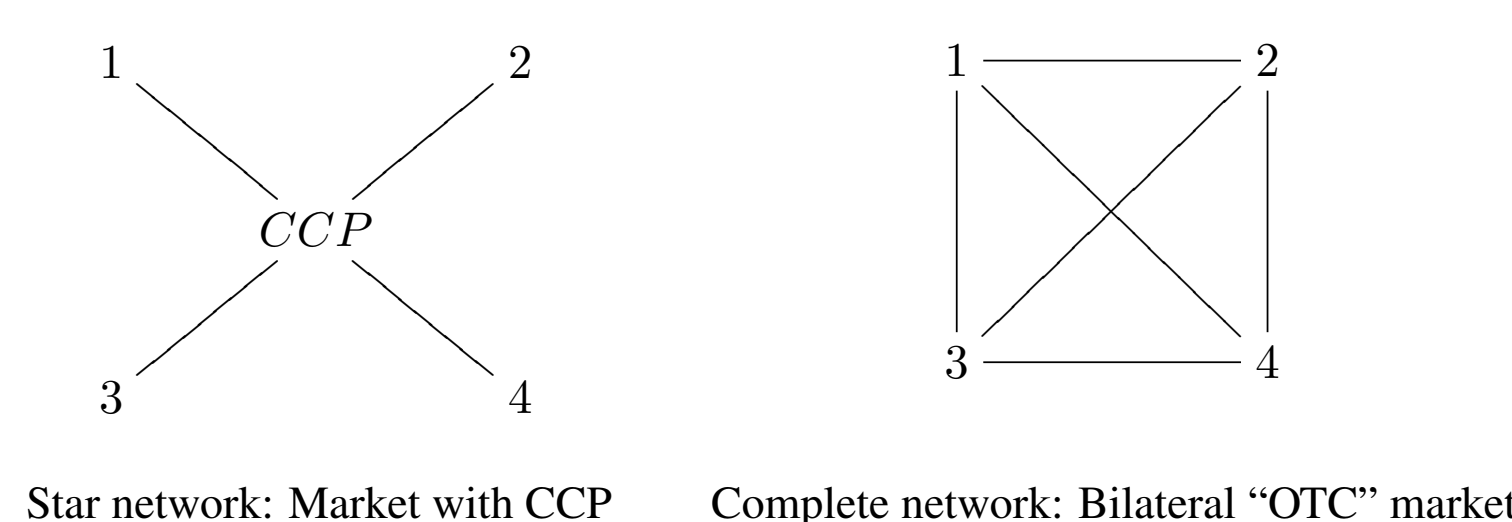 1 2 1 2
CCP
3 4 3 4
Star network: Market with CCP Complete network: Bilateral “OTC” market